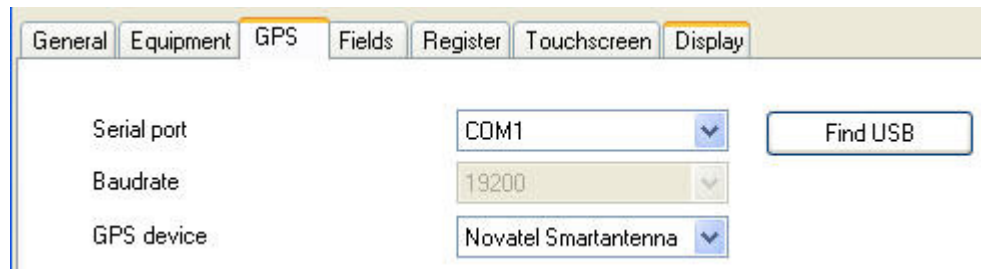 General Equipment GPS Fields Register Touchscreen Display
Serial port COM1 Find USB
Baudrate 19200
GPS device Novatel Smartantenna